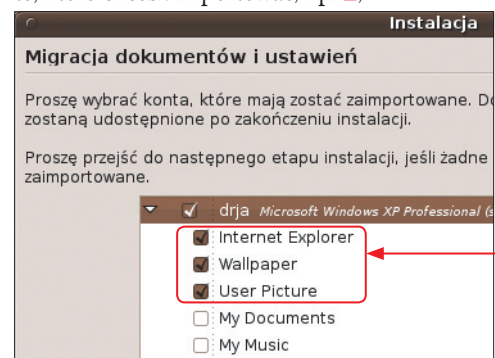 Instalacja
Migracja dokumentów i ustawień
Proszę wybrać konta, które mają zostać zaimportowane.
zostaną udostępnione po zakończeniu instalacji.
Proszę przejść do następnego etapu instalacji, jeśli żadne
zaimportowane.
drja Microsoft Windows XP Professional
Internet Explorer
Wallpaper
User Picture
My Documents
My Music